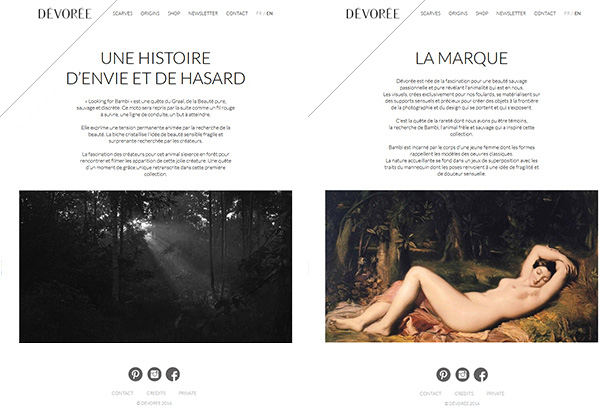 DÉVORÉE
SCARVES ORIGINS SHOP NEWSLETTER CONTACT FR / EN
UNE HISTOIRE
D'ENVIE ET DE HASARD
« Looking for Bambi » est une quête du Graal, de la Beauté pure,
sauvage et discrète. Ce motto sera repris par la suite comme un fil rouge
à suivre, une ligne de conduite, un but à atteindre.
Elle exprime une tension permanente animée par la recherche de la
beauté. La biche cristallise l'idée de beauté sensible fragile et
surprenante recherchée par les créateurs.
La fascination des créateurs pour cet animal s'exerce en forêt pour
rencontrer et filmer les apparition de cette jolie créature. Une quête
d'un moment de grâce unique retranscrite dans cette première
collection.
CONTACT CREDITS PRIVATE
© DÉVORÉE 2014
DÉVORÉE
SCARVES ORIGINS SHOP NEWSLETTER CONTACT FR / EN
LA MARQUE
Dévorée est née de la fascination pour une beauté sauvage
passionnelle et pure révélant l'animalité qui est en nous.
Les visuels, crées exclusivement pour nos foulards, se matérialisent sur
des supports sensuels et précieux pour créer des objets à la frontière
de la photographie et du design qui se portent et qui s'exposent.
C'est la quête de la rareté dont nous avons pu être témoins,
la recherche de Bambi, l'animal frêle et sauvage qui a inspiré cette
collection.
Bambi est incarné par le corps d'une jeune femme dont les formes
rappellent les modèles des oeuvres classiques.
La nature accueillante se fond dans un jeux de superposition avec les
traits du mannequin dont les poses renvoient à une idée de fragilité et
de douceur sensuelle.
CONTACT CREDITS PRIVATE
© DÉVORÉE 2014